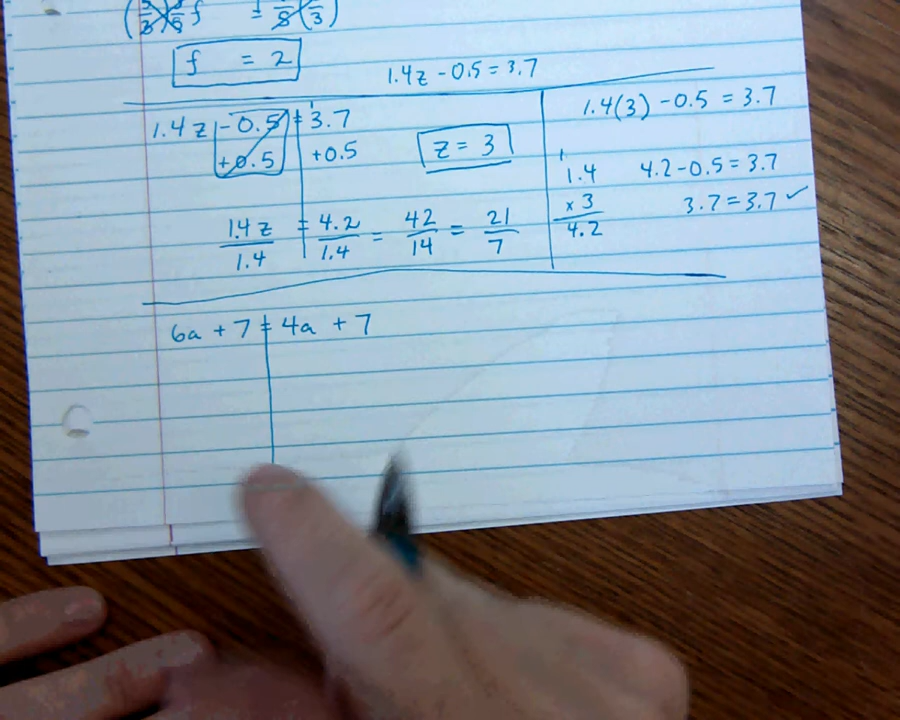 f = 2
1.4z - 0.5 = 3.7
1.4z - 0.5 = 3.7
+0.5 +0.5
z = 3
1.4z/1.4 = 4.2/1.4 = 42/14 = 21/7
1.4(3) - 0.5 = 3.7
1
1.4
x 3
4.2
4.2 - 0.5 = 3.7
3.7 = 3.7 ✓
6a + 7 = 4a + 7